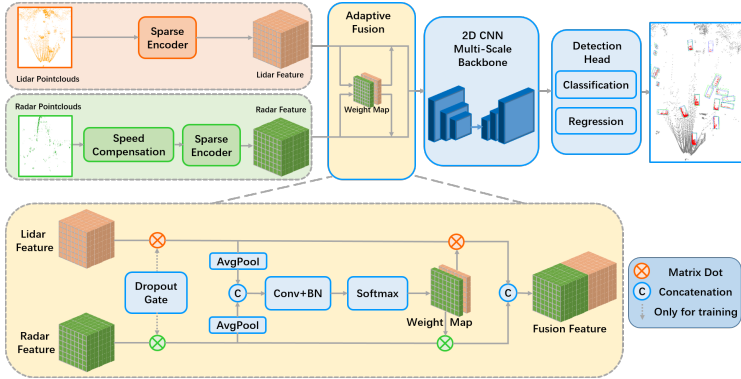 Lidar Pointclouds
Sparse
Encoder
Lidar Feature
Radar Pointclouds
Speed
Compensation
Sparse
Encoder
Radar Feature
Adaptive
Fusion
Weight Map
2D CNN
Multi-Scale
Backbone
Detection
Head
Classification
Regression
Lidar
Feature
Radar
Feature
Dropout
Gate
AvgPool
C
AvgPool
Conv+BN
Softmax
Weight Map
C
Fusion Feature
Matrix Dot
C Concatenation
Only for training